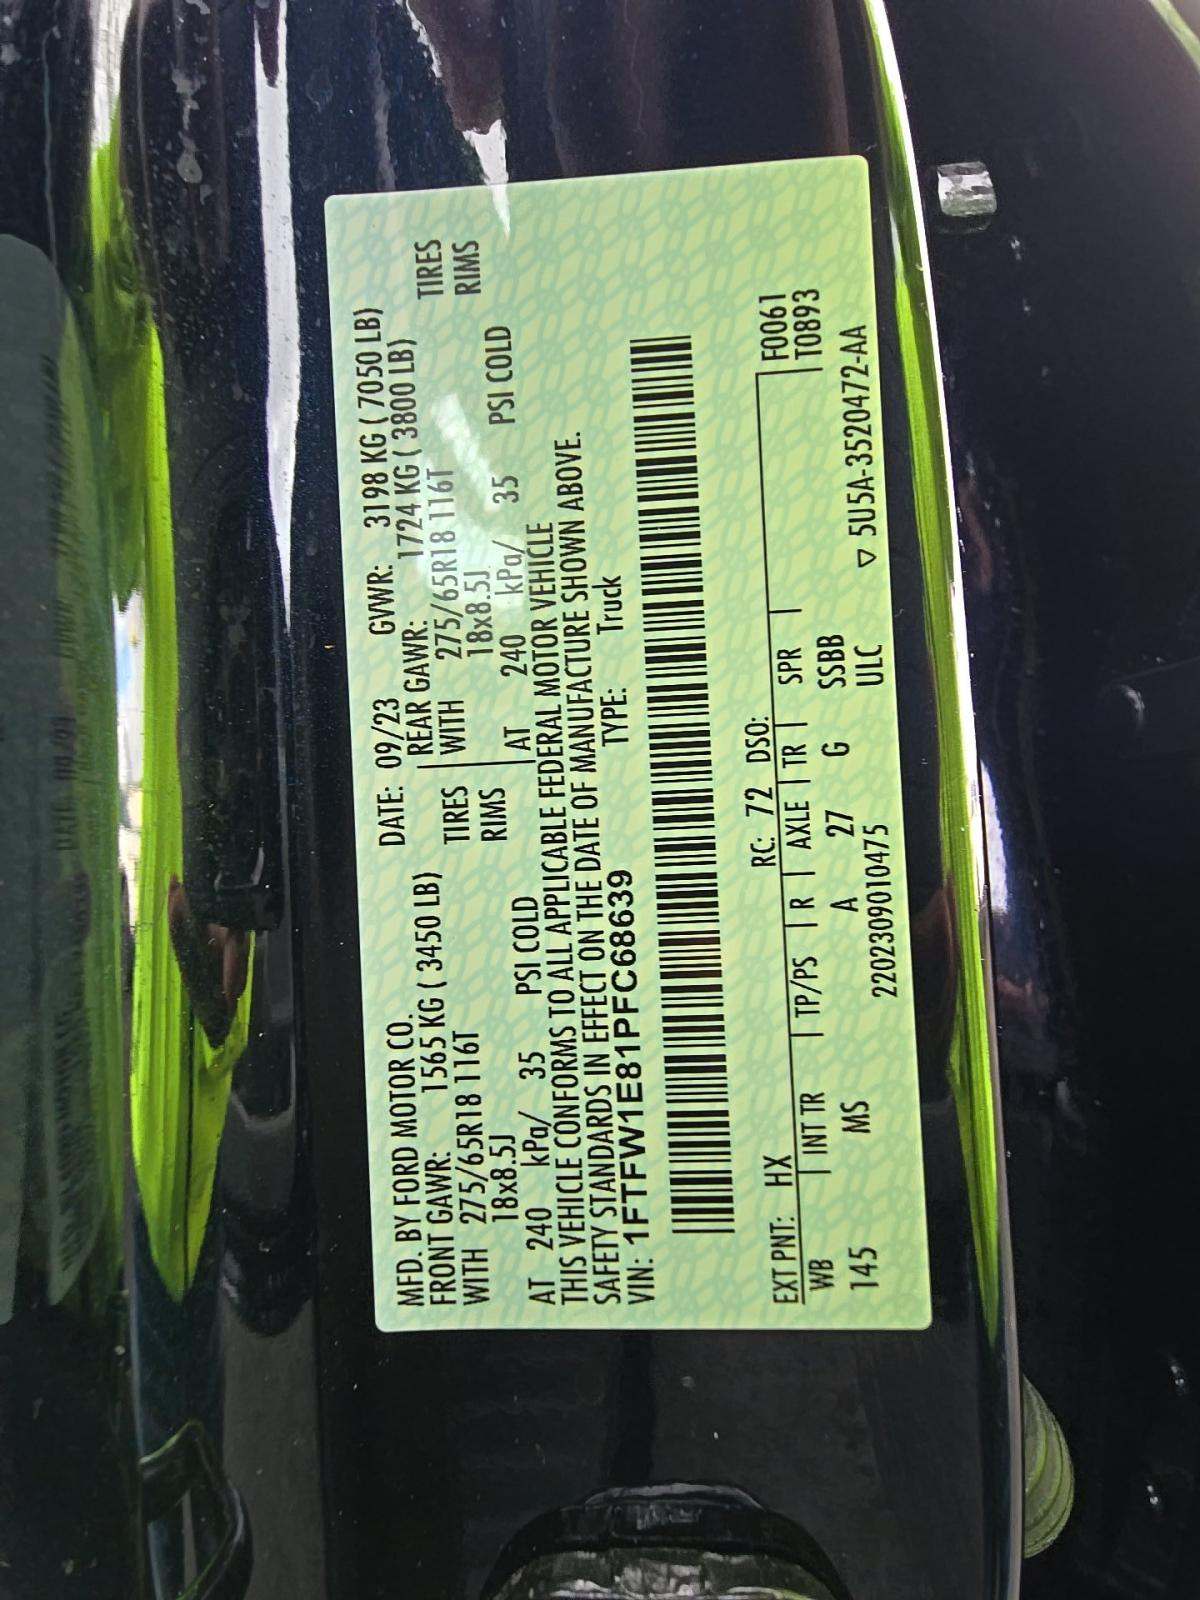 MFD. BY FORD MOTOR CO. DATE: 09/23 GVWR: 3198 KG ( 7050 LB)
FRONT GAWR: 1565 KG ( 3450 LB) REAR GAWR: 1724 KG ( 3800 LB)
WITH 275/65R18 116T TIRES WITH 275/65R18 116T TIRES
18x8.5J RIMS 18x8.5J RIMS
AT 240 kPa/ 35 PSI COLD AT 240 kPa/ 35 PSI COLD
THIS VEHICLE CONFORMS TO ALL APPLICABLE FEDERAL MOTOR VEHICLE
SAFETY STANDARDS IN EFFECT ON THE DATE OF MANUFACTURE SHOWN ABOVE.
VIN: 1FTFW1E81PFC68639 TYPE: Truck
EXT PNT: HX RC: 72 DSO: F0061
WB INT TR TP/PS R AXLE TR SPR T0893
145 MS A 27 G SSBB
2202309010475 ULC ▽ 5U5A-3520472-AA